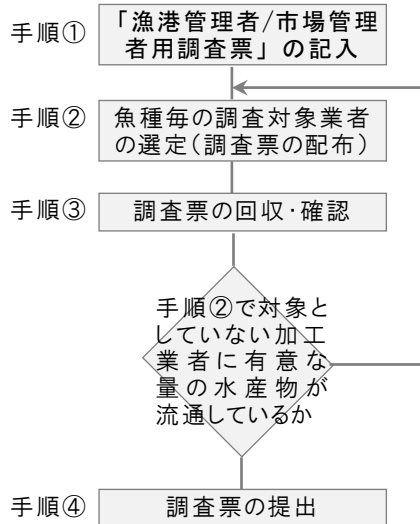 手順①
「漁港管理者/市場管理
者用調査票」の記入
手順②
魚種毎の調査対象業者
の選定(調査票の配布)
手順③
調査票の回収・確認
手順②で対象と
していない加工
業者に有意な
量の水産物が
流通しているか
手順④
調査票の提出